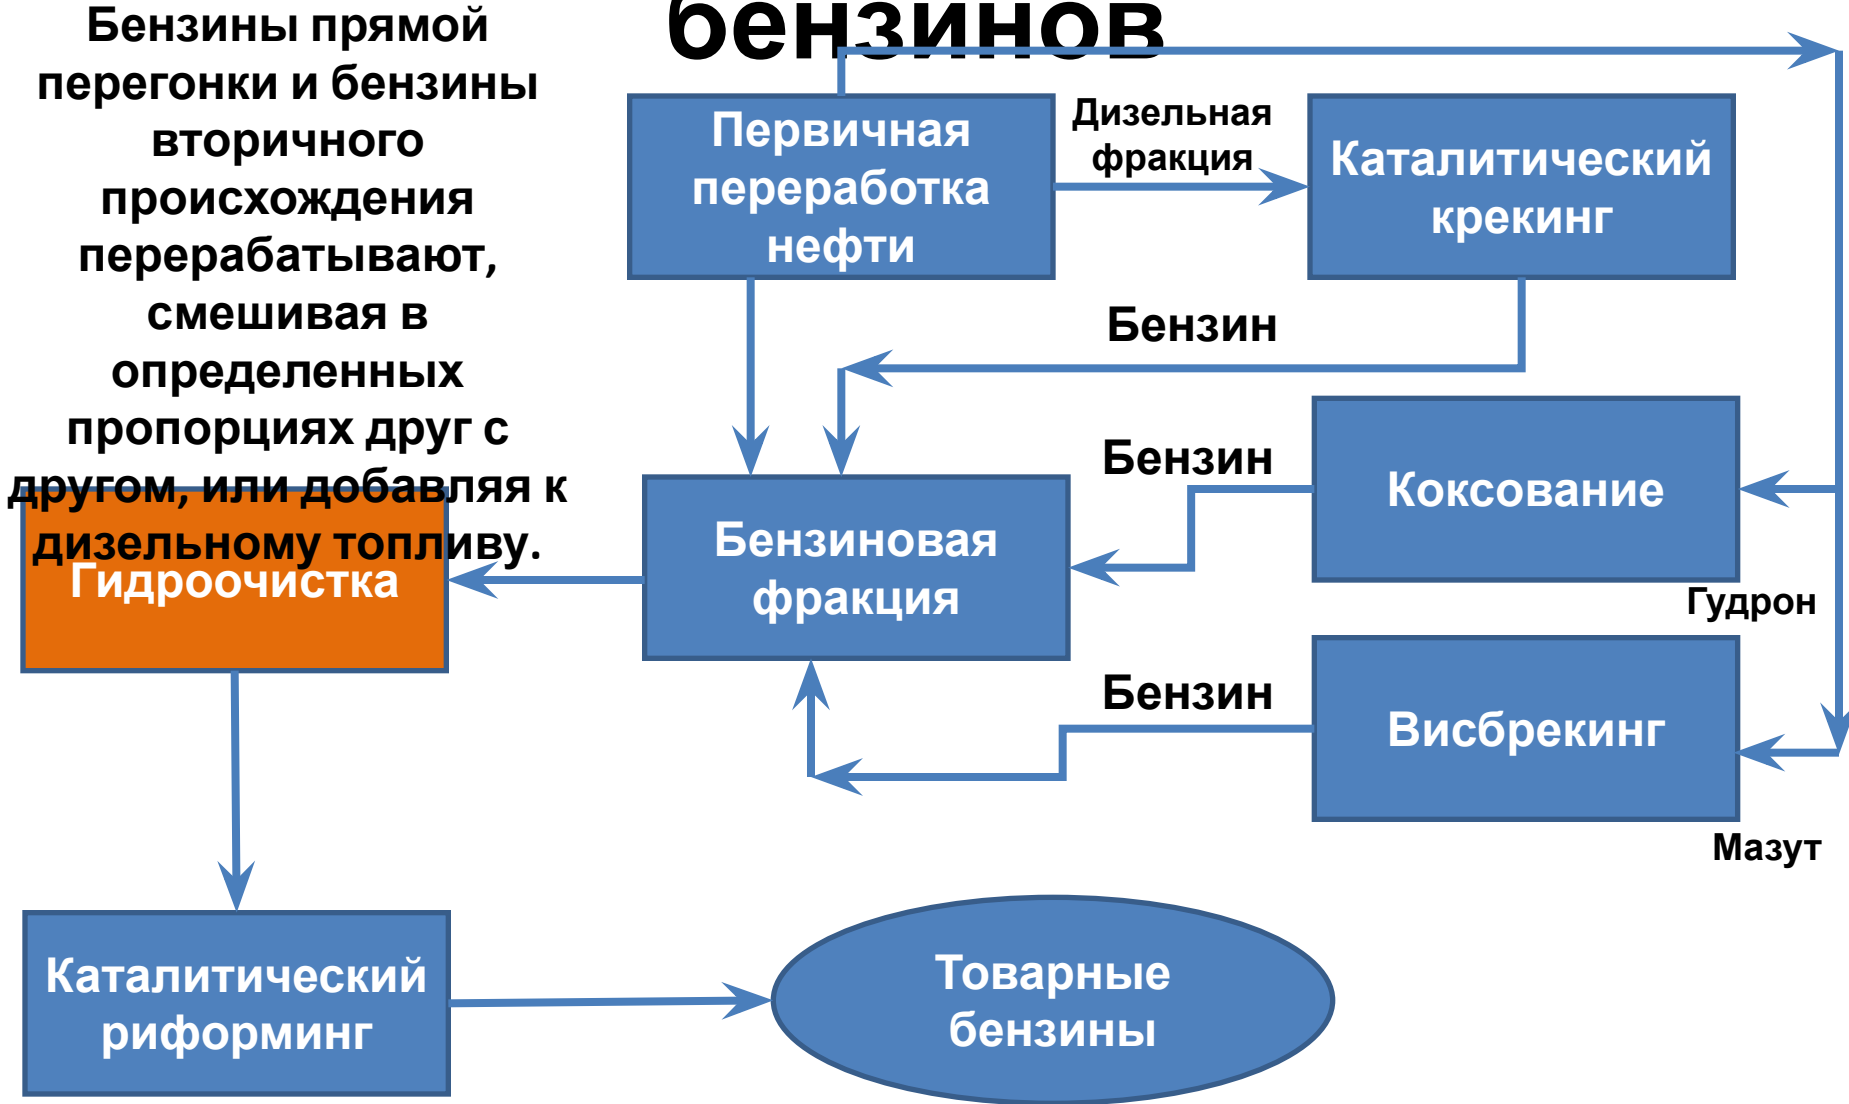 бензинов
Бензины прямой
перегонки и бензины
вторичного
происхождения
перерабатывают,
смешивая в
определенных
пропорциях друг с
другом, или добавляя к
дизельному топливу.
Первичная
переработка
нефти
Дизельная
фракция
Каталитический
крекинг
Бензин
Бензин
Коксование
Гудрон
Бензиновая
фракция
Гидроочистка
Бензин
Висбрекинг
Мазут
Каталитический
риформинг
Товарные
бензины